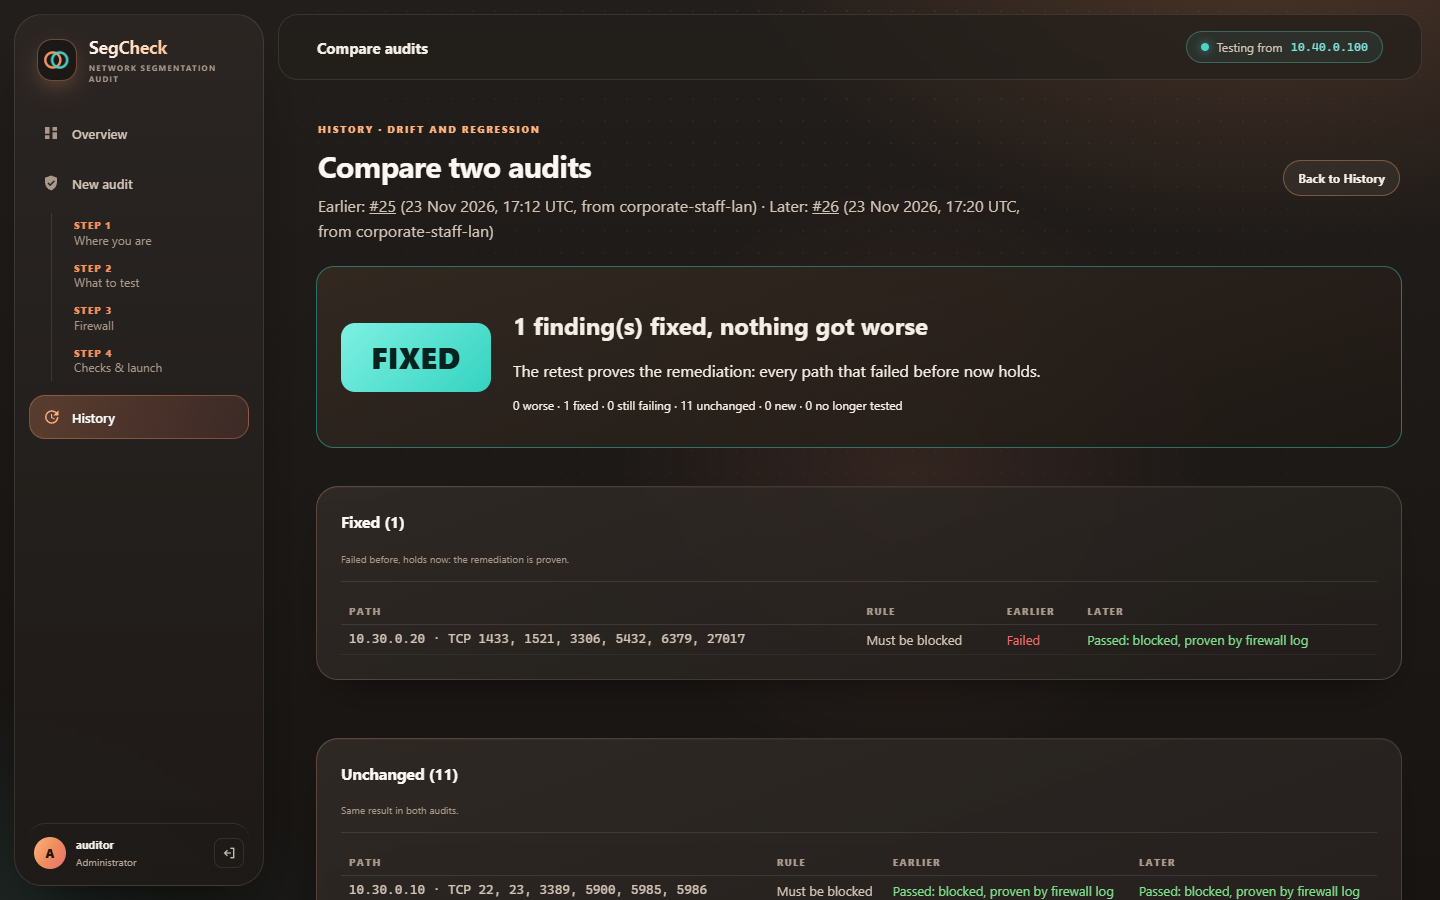 SegCheck
NETWORK SEGMENTATION
AUDIT
Overview
New audit
STEP 1
Where you are
STEP 2
What to test
STEP 3
Firewall
STEP 4
Checks & launch
History
A
auditor
Administrator
Compare audits
Testing from 10.40.0.100
HISTORY · DRIFT AND REGRESSION
Compare two audits
Back to History
Earlier: #25 (23 Nov 2026, 17:12 UTC, from corporate-staff-lan) · Later: #26 (23 Nov 2026, 17:20 UTC,
from corporate-staff-lan)
FIXED
1 finding(s) fixed, nothing got worse
The retest proves the remediation: every path that failed before now holds.
0 worse · 1 fixed · 0 still failing · 11 unchanged · 0 new · 0 no longer tested
Fixed (1)
Failed before, holds now: the remediation is proven.
PATH RULE EARLIER LATER
10.30.0.20 · TCP 1433, 1521, 3306, 5432, 6379, 27017 Must be blocked Failed Passed: blocked, proven by firewall log
Unchanged (11)
Same result in both audits.
PATH RULE EARLIER LATER
10.30.0.10 · TCP 22, 23, 3389, 5900, 5985, 5986 Must be blocked Passed: blocked, proven by firewall log Passed: blocked, proven by firewall log